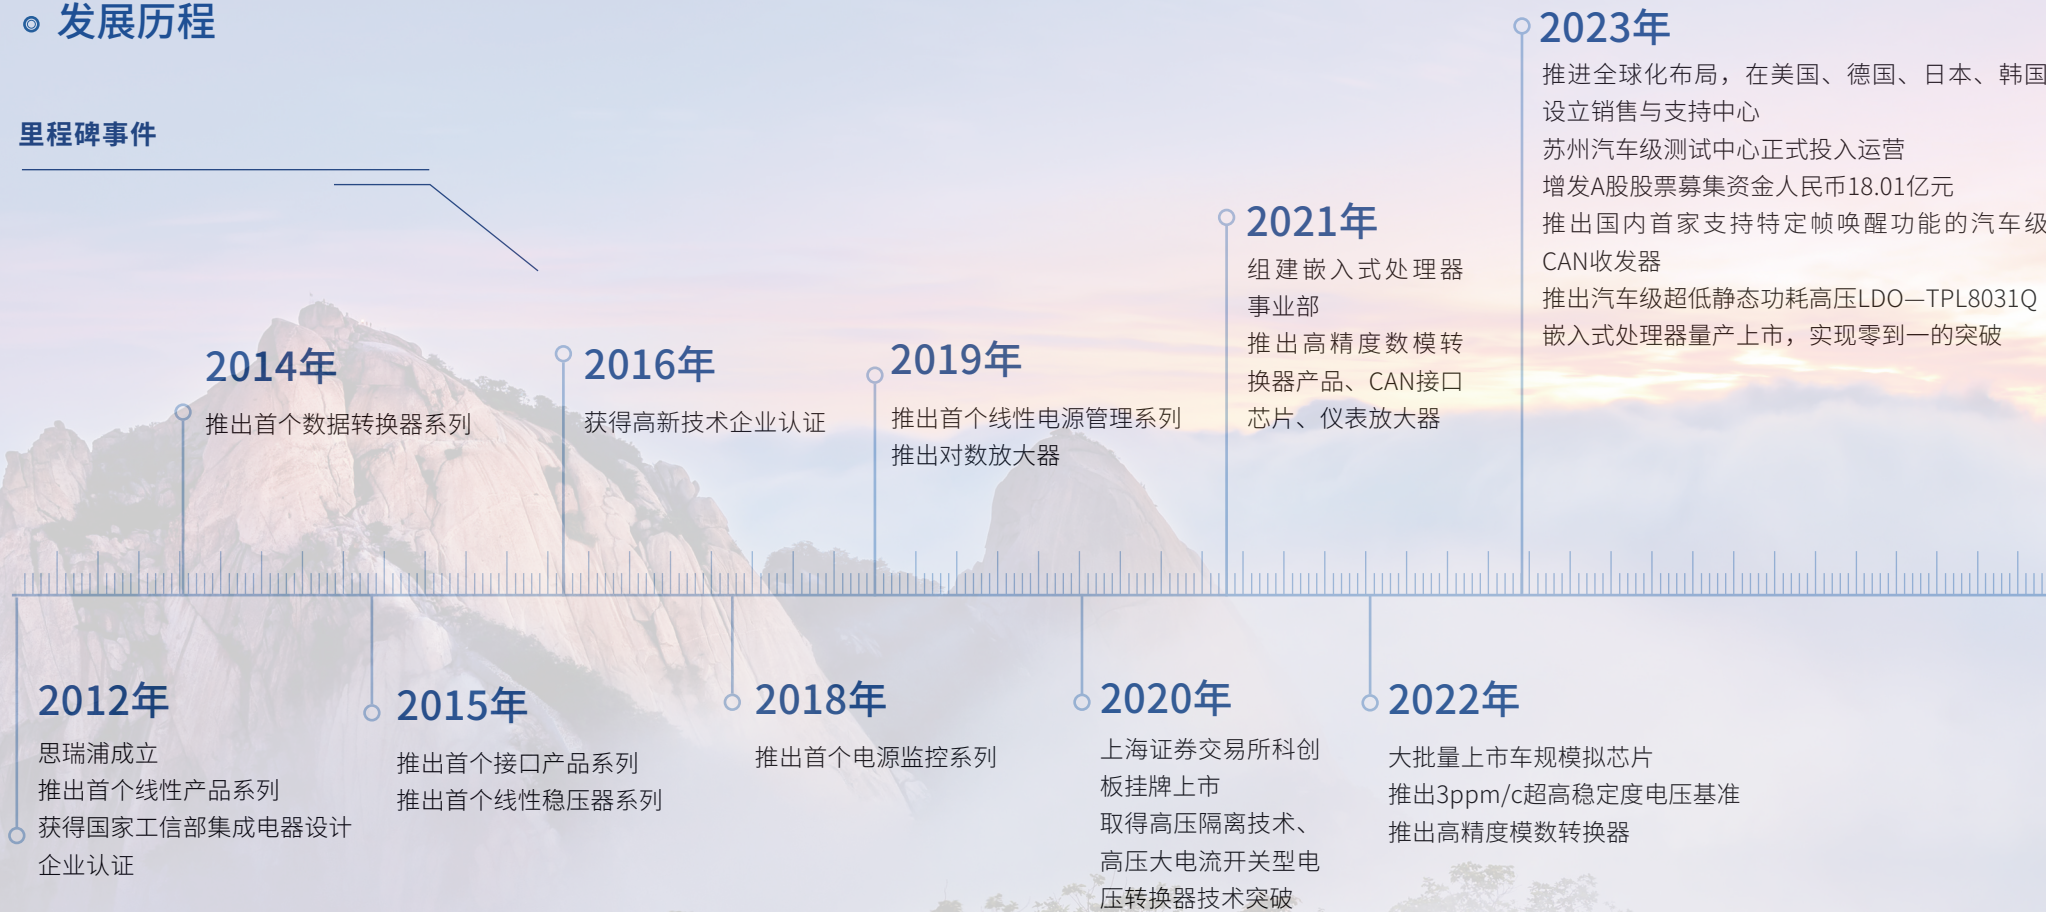 发展历程
里程碑事件
2012年
思瑞浦成立
推出首个线性产品系列
获得国家工信部集成电器设计
企业认证
2014年
推出首个数据转换器系列
2015年
推出首个接口产品系列
推出首个线性稳压器系列
2016年
获得高新技术企业认证
2018年
推出首个电源监控系列
2019年
推出首个线性电源管理系列
推出对数放大器
2020年
上海证券交易所科创
板挂牌上市
取得高压隔离技术、
高压大电流开关型电
压转换器技术突破
2021年
组建嵌入式处理器
事业部
推出高精度数模转
换器产品、CAN接口
芯片、仪表放大器
2022年
大批量上市车规模拟芯片
推出3ppm/c超高稳定度电压基准
推出高精度模数转换器
2023年
推进全球化布局，在美国、德国、日本、韩国
设立销售与支持中心
苏州汽车级测试中心正式投入运营
增发A股股票募集资金人民币18.01亿元
推出国内首家支持特定帧唤醒功能的汽车级
CAN收发器
推出汽车级超低静态功耗高压LDO—TPL8031Q
嵌入式处理器量产上市，实现零到一的突破